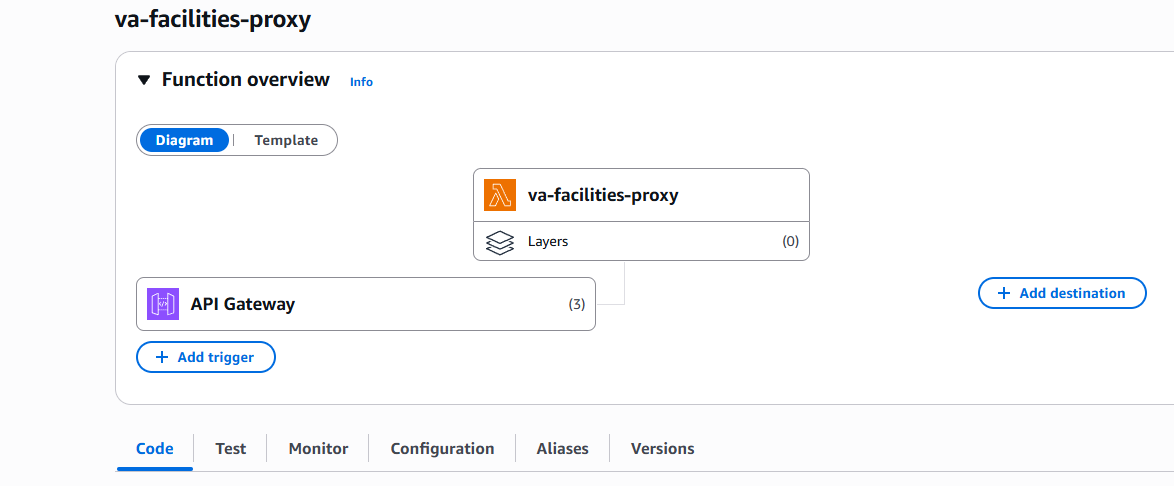 va-facilities-proxy
Function overview Info
Diagram Template
va-facilities-proxy
Layers (0)
API Gateway (3)
+ Add destination
+ Add trigger
Code Test Monitor Configuration Aliases Versions